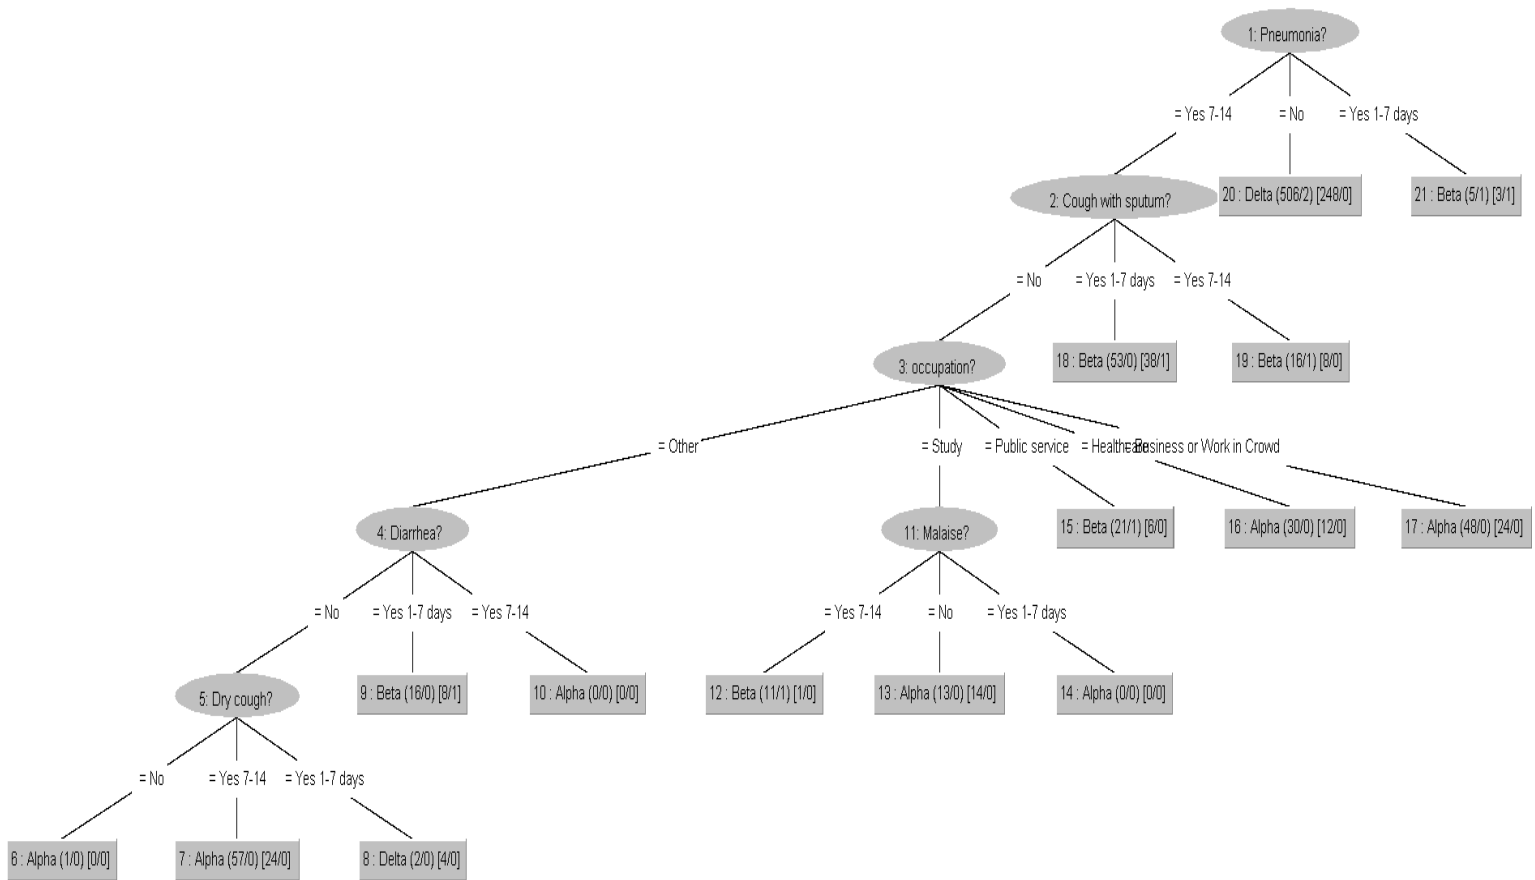 1: Pneumonia?
= Yes 7-14
= No
= Yes 1-7 days
2: Cough with sputum?
20 : Delta (506/2) [248/0]
21 : Beta (5/1) [3/1]
= No
= Yes 1-7 days
= Yes 7-14
3: occupation?
18 : Beta (53/0) [38/1]
19 : Beta (16/1) [8/0]
= Other
= Study
= Public service
= Healthcare
= Business or Work in Crowd
4: Diarrhea?
11: Malaise?
15 : Beta (21/1) [6/0]
16 : Alpha (30/0) [12/0]
17 : Alpha (48/0) [24/0]
= No
= Yes 1-7 days
= Yes 7-14
= Yes 7-14
= No
= Yes 1-7 days
5: Dry cough?
9 : Beta (16/0) [8/1]
10 : Alpha (0/0) [0/0]
12 : Beta (11/1) [1/0]
13 : Alpha (13/0) [14/0]
14 : Alpha (0/0) [0/0]
= No
= Yes 7-14
= Yes 1-7 days
6 : Alpha (1/0) [0/0]
7 : Alpha (57/0) [24/0]
8 : Delta (2/0) [4/0]